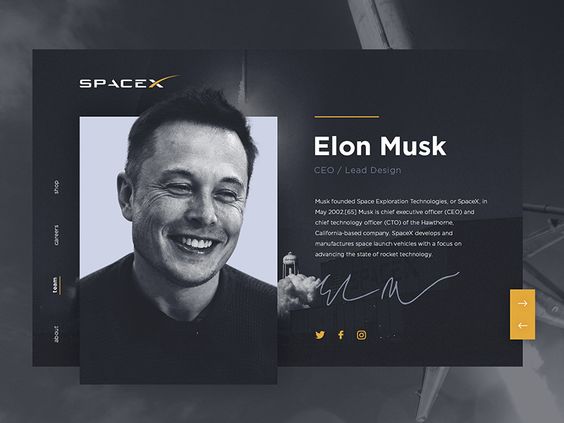 SPACEX
shop
careers
team
about
Elon Musk
CEO / Lead Design
Musk founded Space Exploration Technologies, or SpaceX, in
May 2002.[65] Musk is chief executive officer (CEO) and
chief technology officer (CTO) of the Hawthorne,
California-based company. SpaceX develops and
manufactures space launch vehicles with a focus on
advancing the state of rocket technology.